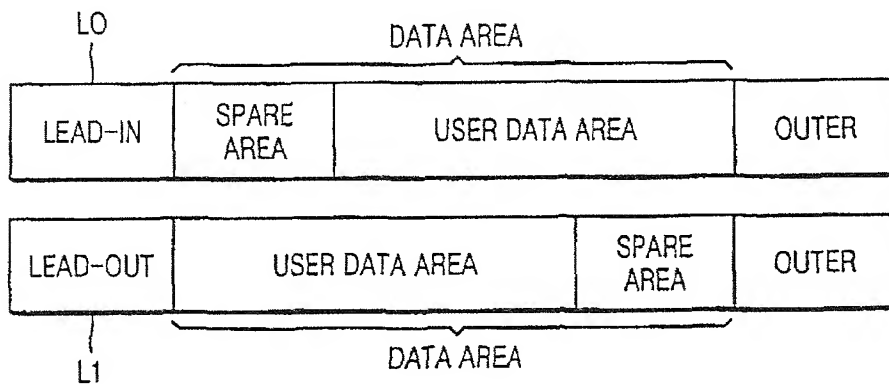 L0
DATA AREA
LEAD-IN
SPARE
AREA
USER DATA AREA
OUTER
LEAD-OUT
USER DATA AREA
SPARE
AREA
OUTER
L1
DATA AREA